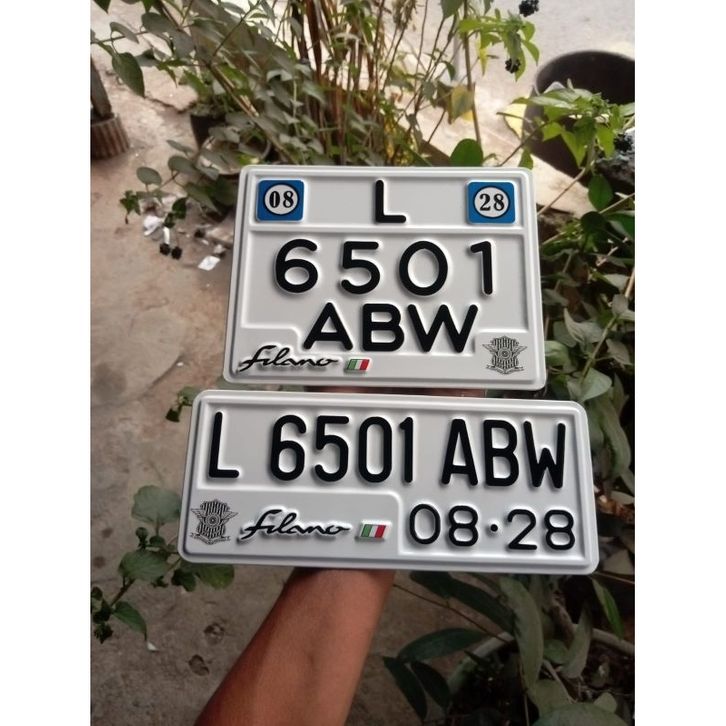 08 L 28
6501
ABW
Filano
L 6501 ABW
Filano 08·28